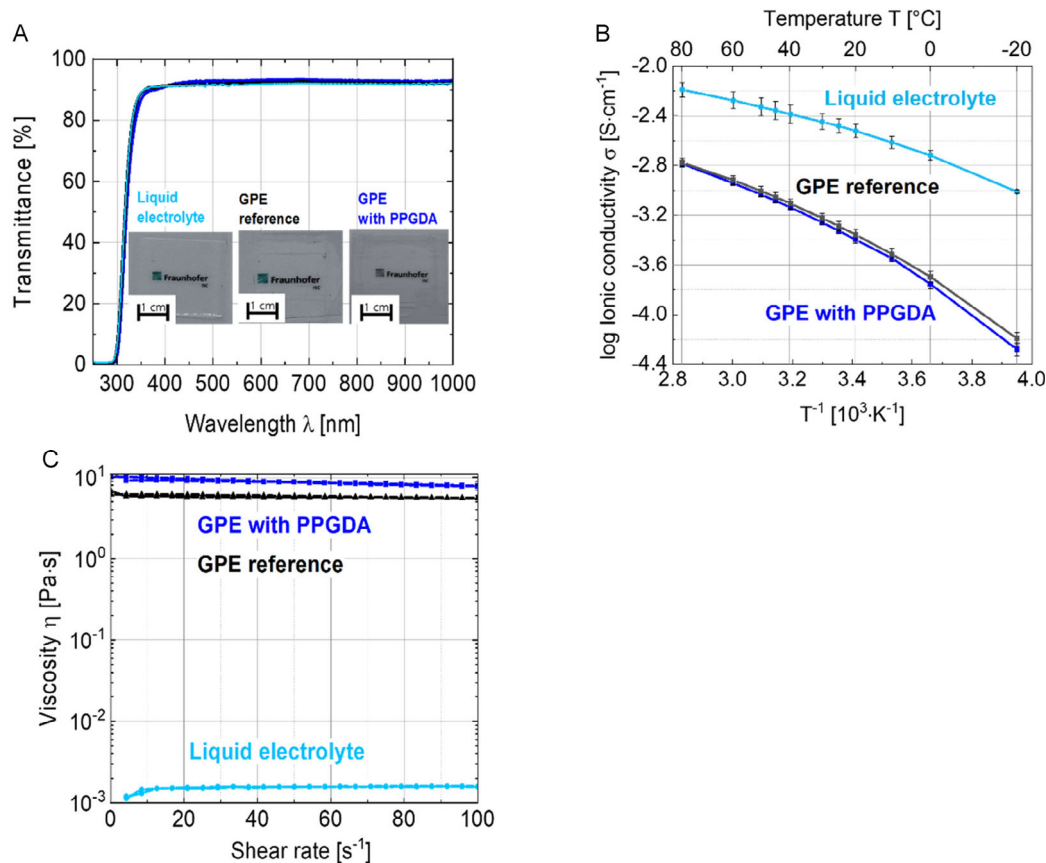 A
100
80
60
40
20
0
Transmittance [%]
Liquid
electrolyte
GPE
reference
GPE
with PPGDA
Fraunhofer
ISC
1 cm
Fraunhofer
ISC
1 cm
Fraunhofer
ISC
1 cm
300 400 500 600 700 800 900 1000
Wavelength λ [nm]
B
Temperature T [°C]
80 60 40 20 0 -20
-2.0
-2.4
-2.8
-3.2
-3.6
-4.0
-4.4
log Ionic conductivity σ [S·cm⁻¹]
Liquid electrolyte
GPE reference
GPE with PPGDA
2.8 3.0 3.2 3.4 3.6 3.8 4.0
T⁻¹ [10³·K⁻¹]
C
10¹
10⁰
10⁻¹
10⁻²
10⁻³
Viscosity η [Pa·s]
GPE with PPGDA
GPE reference
Liquid electrolyte
0 20 40 60 80 100
Shear rate [s⁻¹]